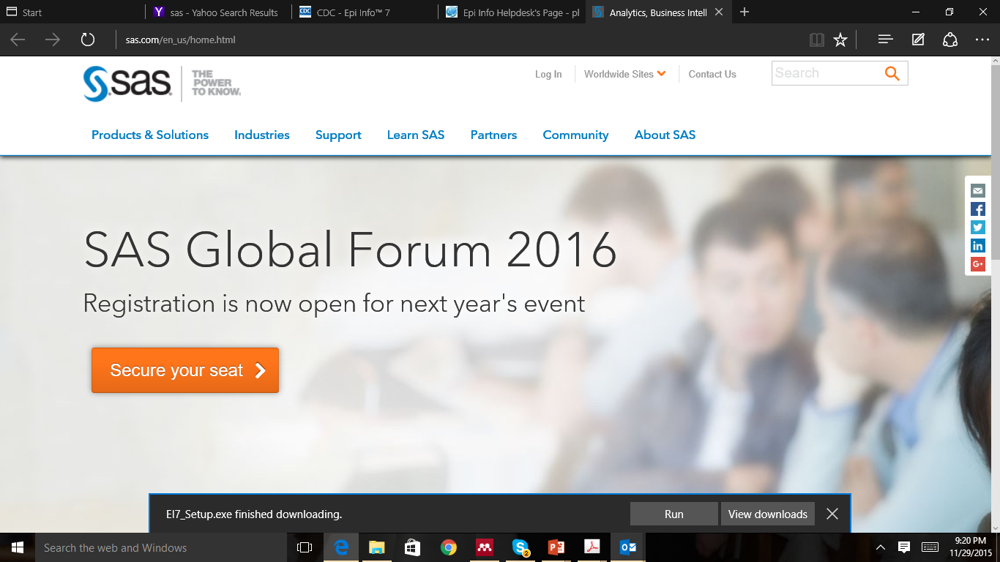 Start
sas - Yahoo Search Results
CDC - Epi Info™ 7
Epi Info Helpdesk's Page - pl
Analytics, Business Intell
sas.com/en_us/home.html
sas
THE
POWER
TO KNOW.
Log In
Worldwide Sites
Contact Us
Search
Products & Solutions
Industries
Support
Learn SAS
Partners
Community
About SAS
SAS Global Forum 2016
Registration is now open for next year's event
Secure your seat
EI7_Setup.exe finished downloading.
Run
View downloads
Search the web and Windows
2
9:20 PM
11/29/2015